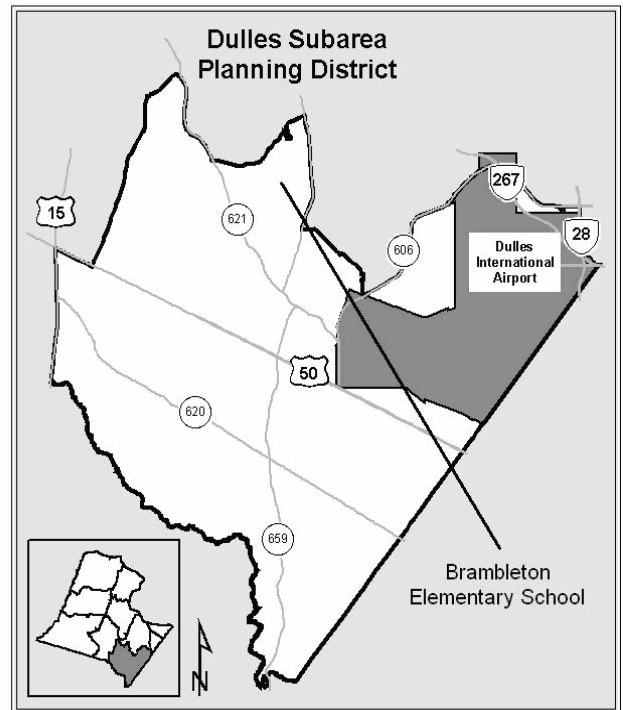 Dulles Subarea
Planning District
267
15
621
28
606
Dulles
International
Airport
50
620
659
Brambleton
Elementary School
N